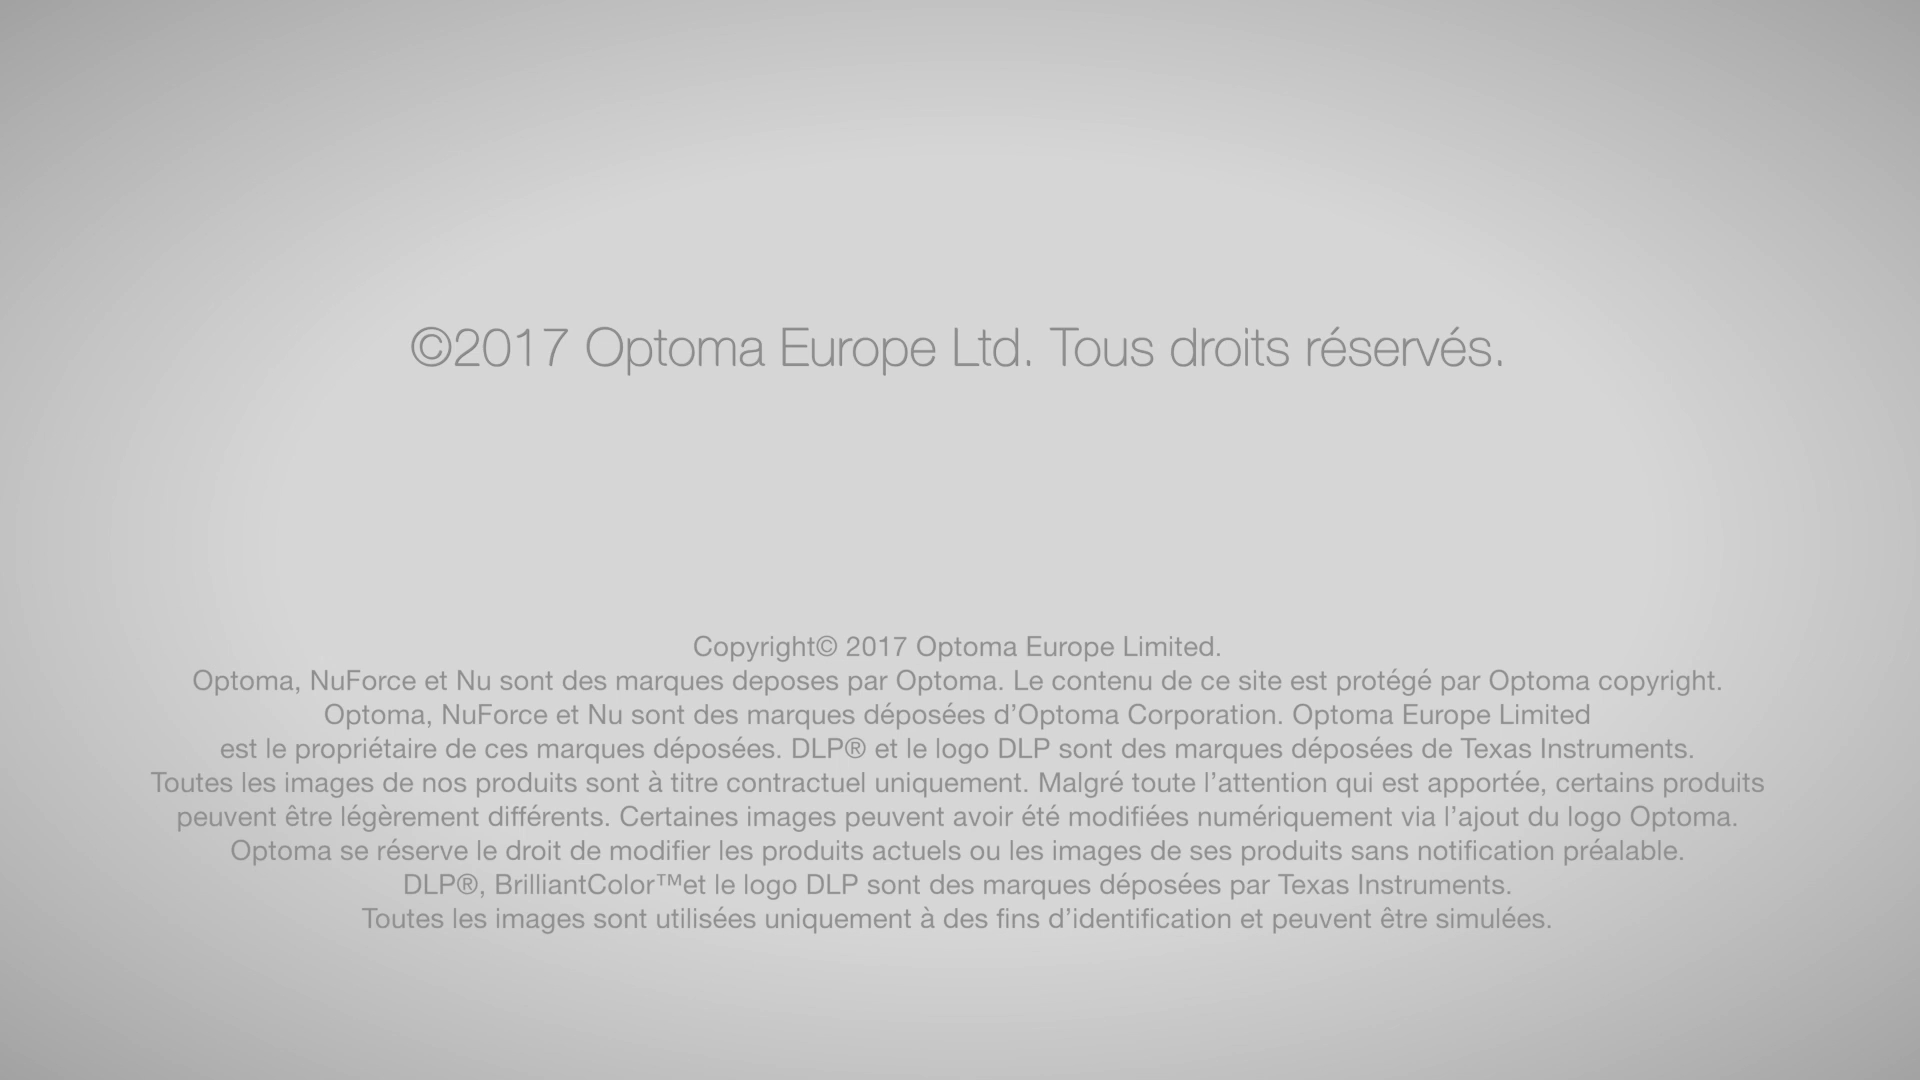 ©2017 Optoma Europe Ltd. Tous droits réservés.
Copyright© 2017 Optoma Europe Limited.
Optoma, NuForce et Nu sont des marques deposes par Optoma. Le contenu de ce site est protégé par Optoma copyright.
Optoma, NuForce et Nu sont des marques déposées d’Optoma Corporation. Optoma Europe Limited
est le propriétaire de ces marques déposées. DLP® et le logo DLP sont des marques déposées de Texas Instruments.
Toutes les images de nos produits sont à titre contractuel uniquement. Malgré toute l’attention qui est apportée, certains produits
peuvent être légèrement différents. Certaines images peuvent avoir été modifiées numériquement via l’ajout du logo Optoma.
Optoma se réserve le droit de modifier les produits actuels ou les images de ses produits sans notification préalable.
DLP®, BrilliantColor™et le logo DLP sont des marques déposées par Texas Instruments.
Toutes les images sont utilisées uniquement à des fins d’identification et peuvent être simulées.